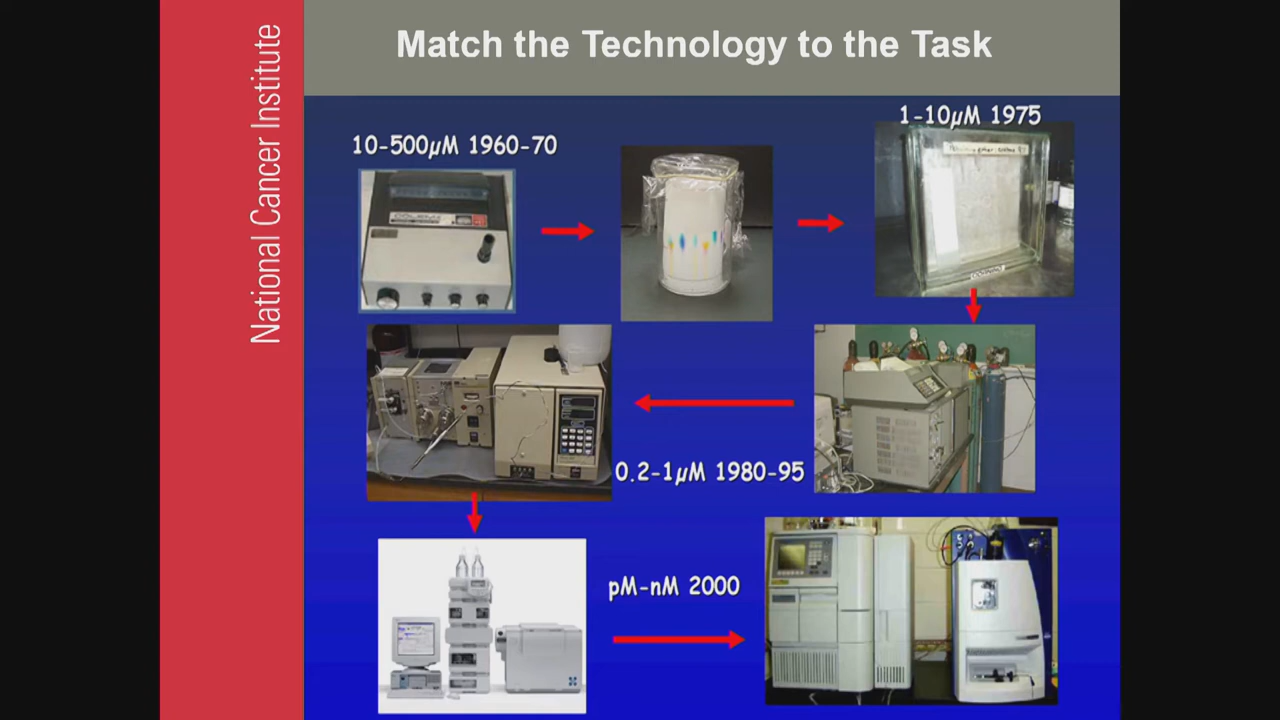 National Cancer Institute
Match the Technology to the Task
10-500µM 1960-70
1-10µM 1975
0.2-1µM 1980-95
pM-nM 2000